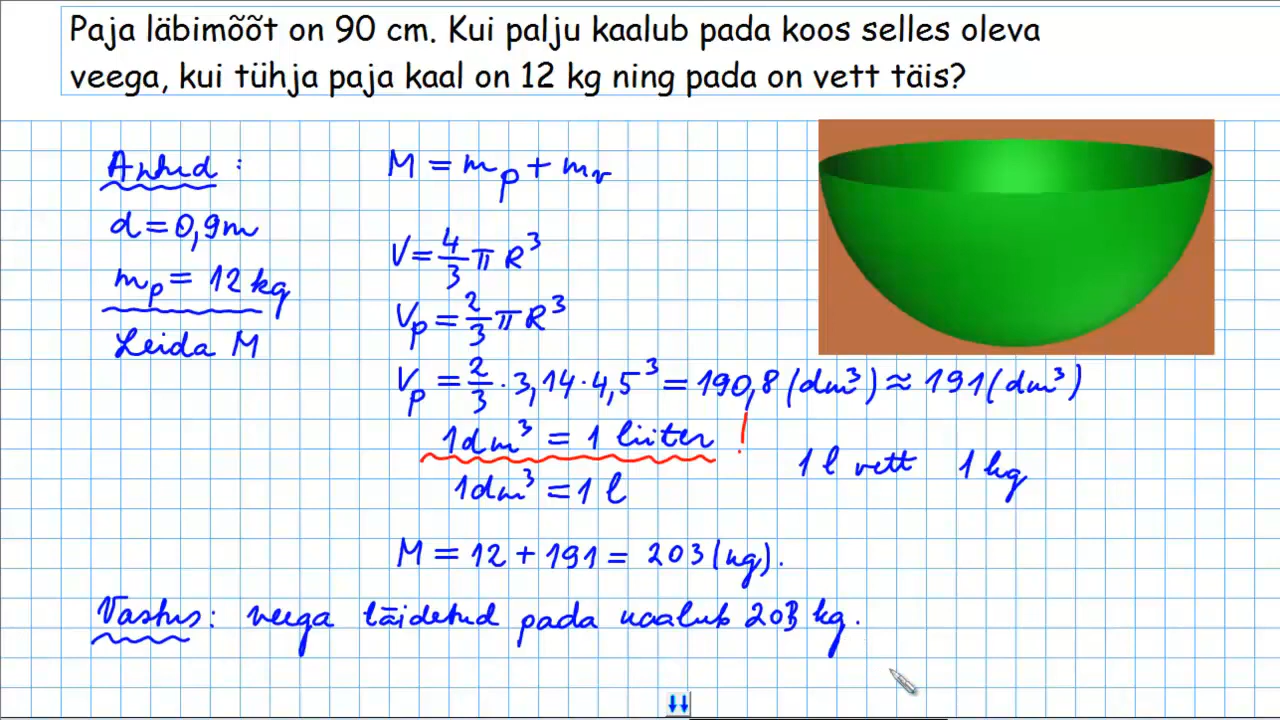 Paja läbimõõt on 90 cm. Kui palju kaalub pada koos selles oleva
veega, kui tühja paja kaal on 12 kg ning pada on vett täis?
Antud :
d = 0,9m
mp = 12 kg
Leida M
M = mp + mv
V = 4/3 π R³
Vp = 2/3 π R³
Vp = 2/3 · 3,14 · 4,5³ = 190,8 (dm³) ≈ 191 (dm³)
1dm³ = 1 liiter !
1dm³ = 1 l
1 l vett 1 kg
M = 12 + 191 = 203 (kg).
Vastus: veega täidetud pada kaalub 203 kg.